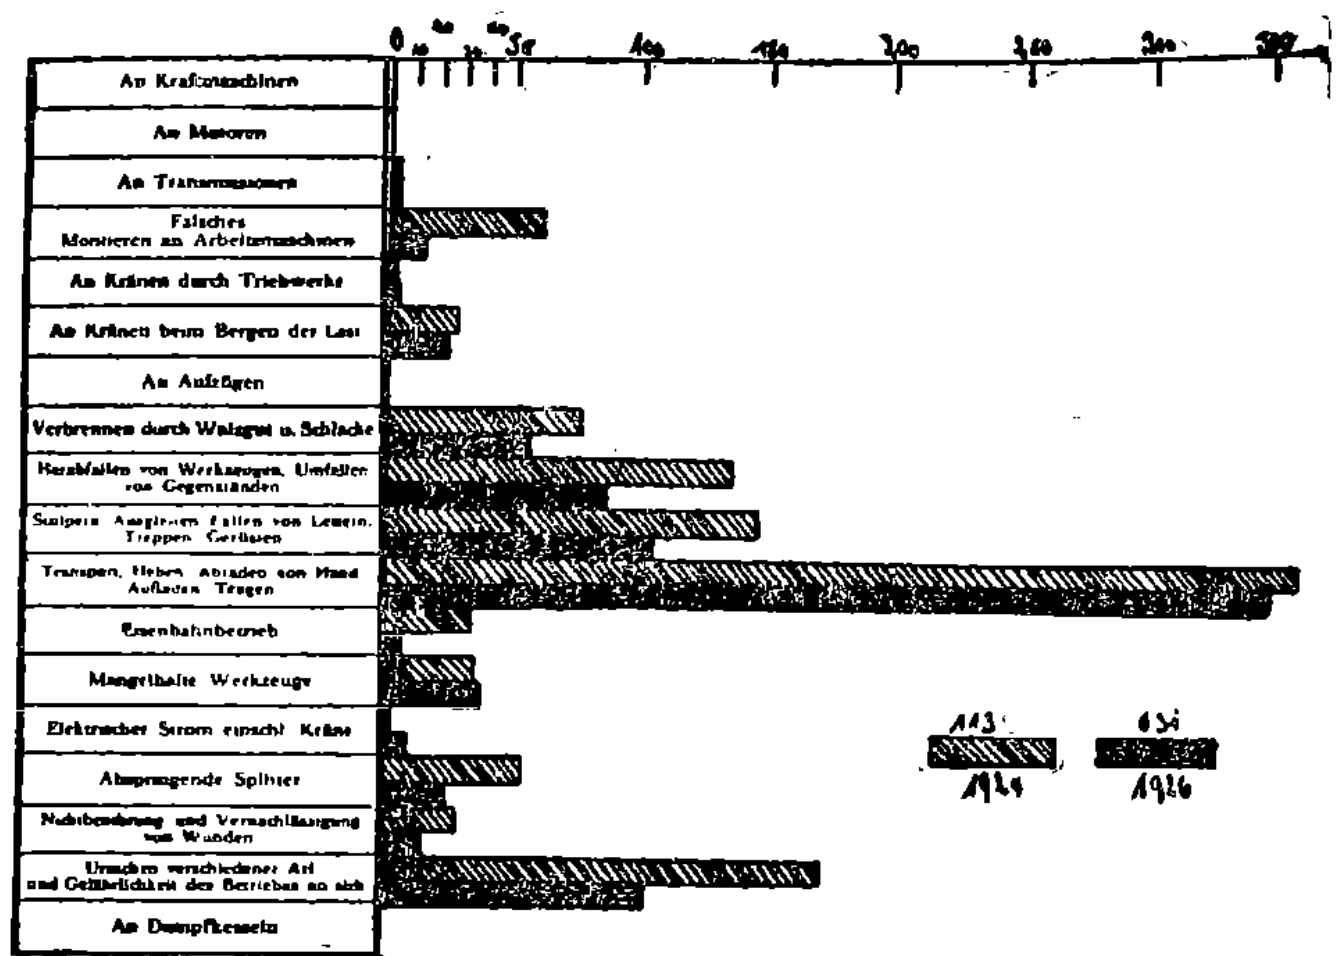 0 10 20 30 40 50 100 150 200 250 300
An Kraftmaschinen
An Motoren
An Transmissionen
Falsches
Montieren an Arbeitsmaschinen
An Kränen durch Triebwerke
An Kränen beim Bergen der Last
An Aufzügen
Verbrennen durch Walzgut u. Schlacke
Herabfallen von Werkzeugen, Umfallen
von Gegenständen
Stolpern Ausgleiten Fallen von Leitern,
Treppen Gerüsten
Transport, Heben, Abladen von Hand
Aufladen Tragen
Eisenbahnbetrieb
Mangelhafte Werkzeuge
Elektrischer Strom einschl. Kräne
Abspringende Splitter
Nichtbeachtung und Vernachlässigung
von Wunden
Ursachen verschiedener Art
und Gefährlichkeit des Betriebes an sich
An Dampfkesseln
1926